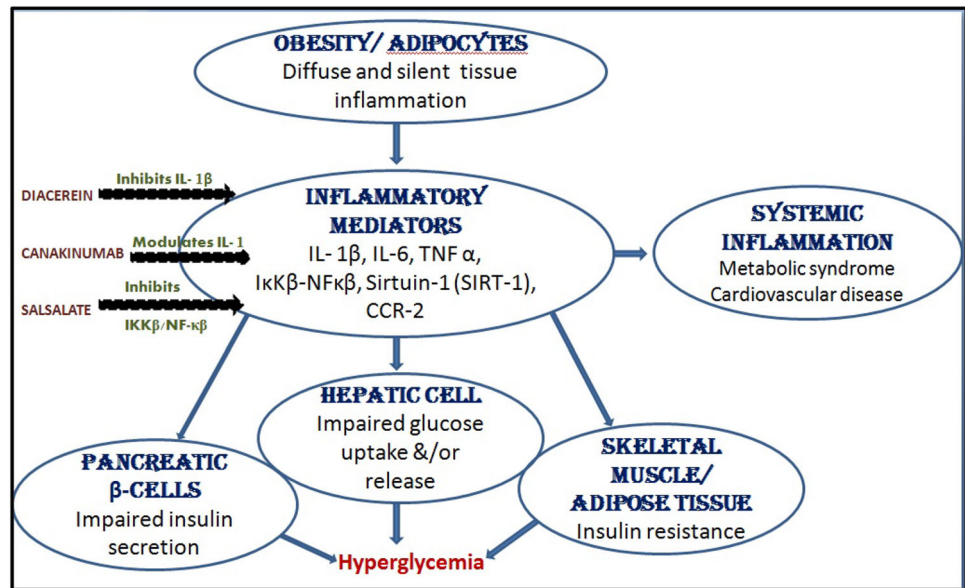 OBESITY/ ADIPOCYTES
Diffuse and silent tissue
inflammation
Inhibits IL- 1β
DIACEREIN
Modulates IL- 1
CANAKINUMAB
Inhibits
SALSALATE
IKKβ/NF-κβ
INFLAMMATORY
MEDIATORS
IL- 1β, IL-6, TNF α,
IκKβ-NFκβ, Sirtuin-1 (SIRT-1),
CCR-2
SYSTEMIC
INFLAMMATION
Metabolic syndrome
Cardiovascular disease
PANCREATIC
β-CELLS
Impaired insulin
secretion
HEPATIC CELL
Impaired glucose
uptake &/or
release
SKELETAL
MUSCLE/
ADIPOSE TISSUE
Insulin resistance
Hyperglycemia